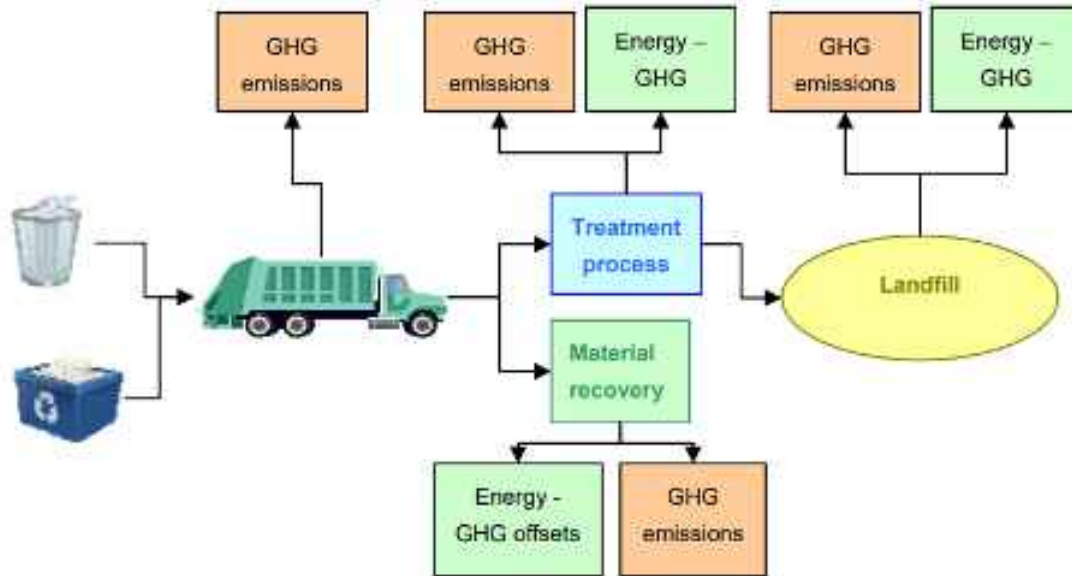 GHG
emissions
GHG
emissions
Energy –
GHG
GHG
emissions
Energy –
GHG
Treatment
process
Landfill
Material
recovery
Energy -
GHG offsets
GHG
emissions